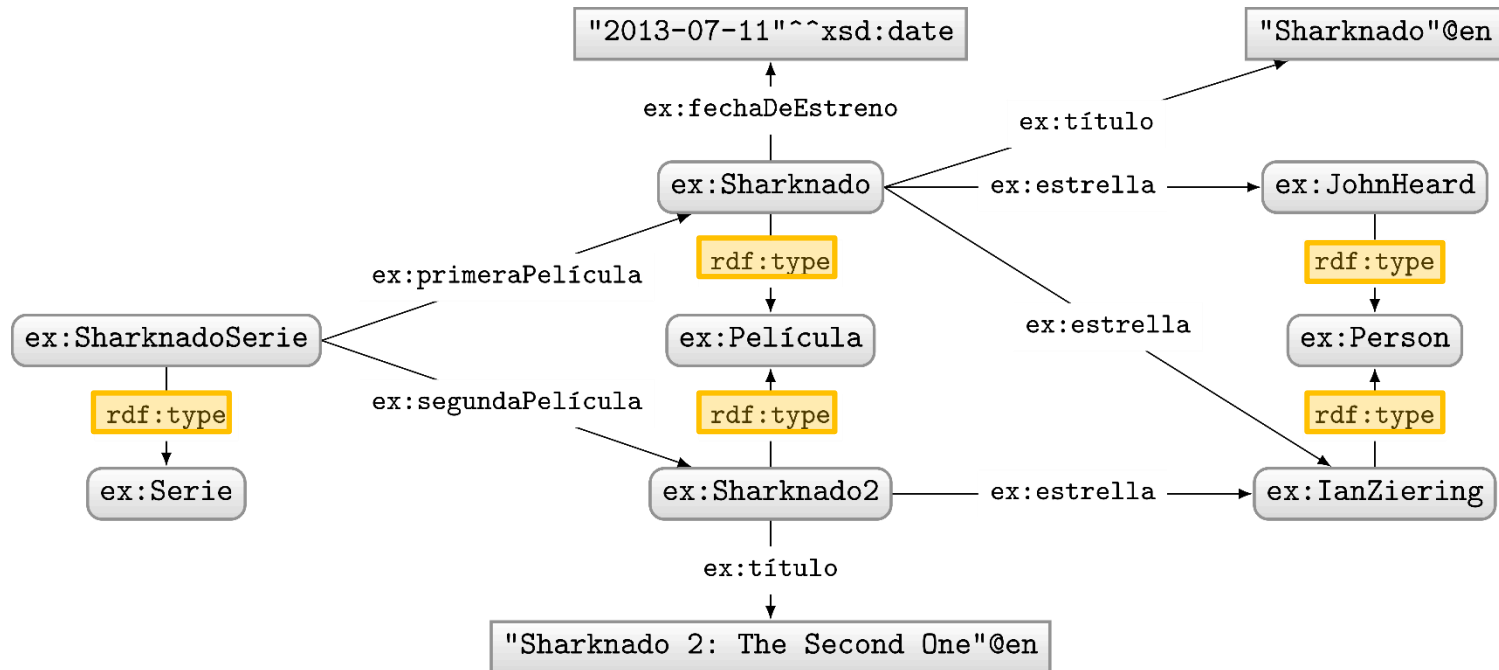 "2013-07-11"^^xsd:date
"Sharknado"@en
ex:fechaDeEstreno
ex:título
ex:Sharknado
ex:estrella
ex:JohnHeard
rdf:type
rdf:type
ex:primeraPelícula
ex:estrella
ex:SharknadoSerie
ex:Película
ex:Person
ex:segundaPelícula
rdf:type
rdf:type
rdf:type
ex:Serie
ex:Sharknado2
ex:estrella
ex:IanZiering
ex:título
"Sharknado 2: The Second One"@en